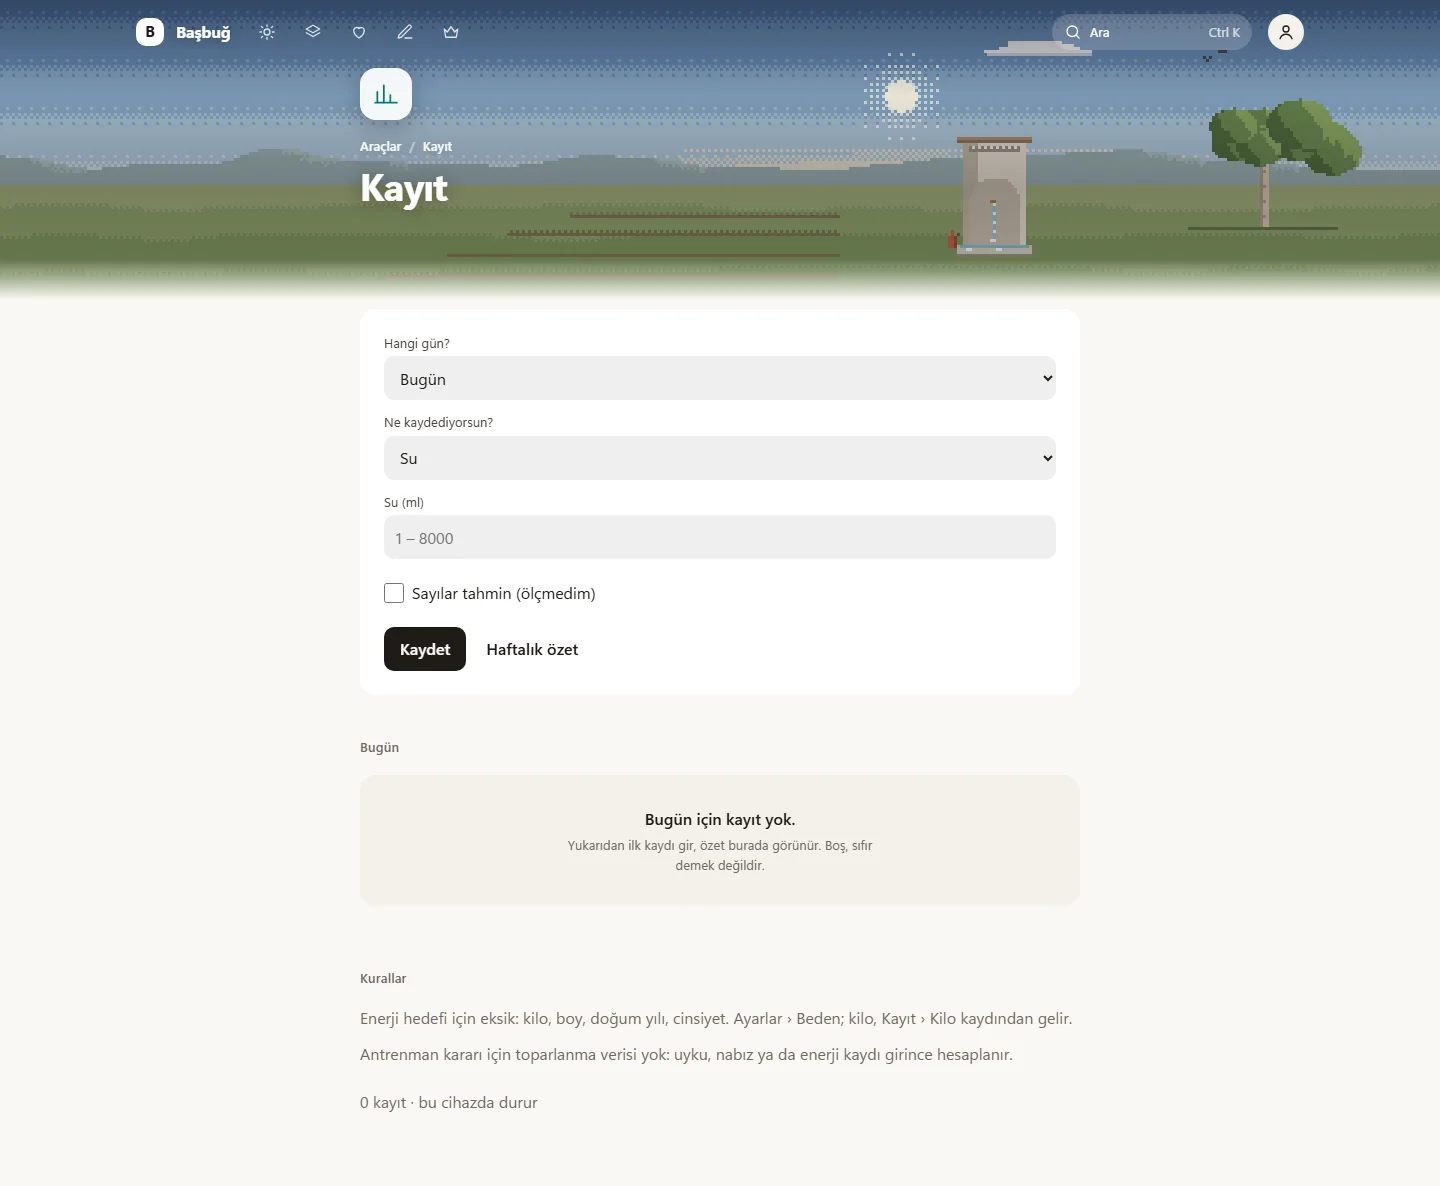 B Başbuğ
Ara Ctrl K
Araçlar / Kayıt
Kayıt
Hangi gün?
Bugün
Ne kaydediyorsun?
Su
Su (ml)
1 – 8000
Sayılar tahmin (ölçmedim)
Kaydet Haftalık özet
Bugün
Bugün için kayıt yok.
Yukarıdan ilk kaydı gir, özet burada görünür. Boş, sıfır
demek değildir.
Kurallar
Enerji hedefi için eksik: kilo, boy, doğum yılı, cinsiyet. Ayarlar › Beden; kilo, Kayıt › Kilo kaydından gelir.
Antrenman kararı için toparlanma verisi yok: uyku, nabız ya da enerji kaydı girince hesaplanır.
0 kayıt · bu cihazda durur